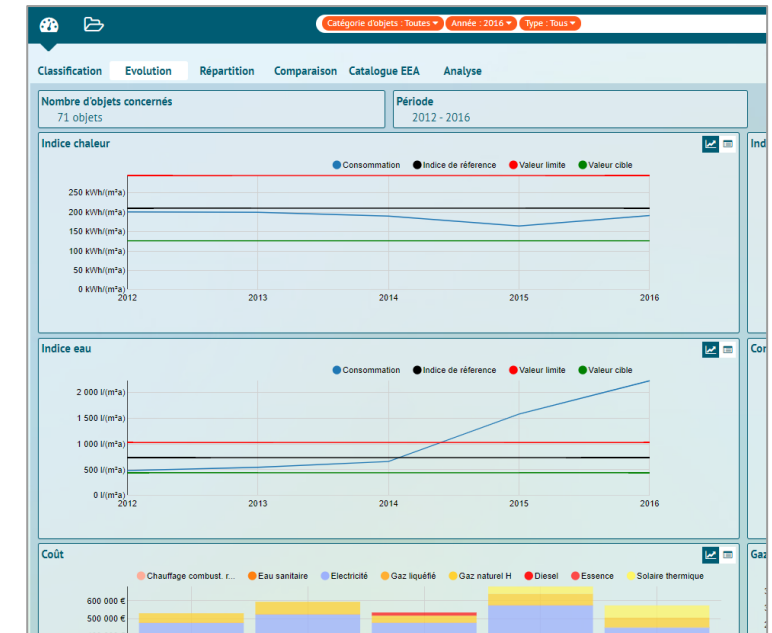 Catégorie d'objets : Toutes Année : 2016 Type : Tous
Classification Evolution Répartition Comparaison Catalogue EEA Analyse
Nombre d'objets concernés
71 objets
Période
2012 - 2016
Indice chaleur
Ind
Consommation Indice de réference Valeur limite Valeur cible
250 kWh/(m²a)
200 kWh/(m²a)
150 kWh/(m²a)
100 kWh/(m²a)
50 kWh/(m²a)
0 kWh/(m²a)
2012 2013 2014 2015 2016
Indice eau
Con
Consommation Indice de réference Valeur limite Valeur cible
2 000 l/(m²a)
1 500 l/(m²a)
1 000 l/(m²a)
500 l/(m²a)
0 l/(m²a)
2012 2013 2014 2015 2016
Coût
Gaz
Chauffage combust. r... Eau sanitaire Electricité Gaz liquéfié Gaz naturel H Diesel Essence Solaire thermique
600 000 €
500 000 €